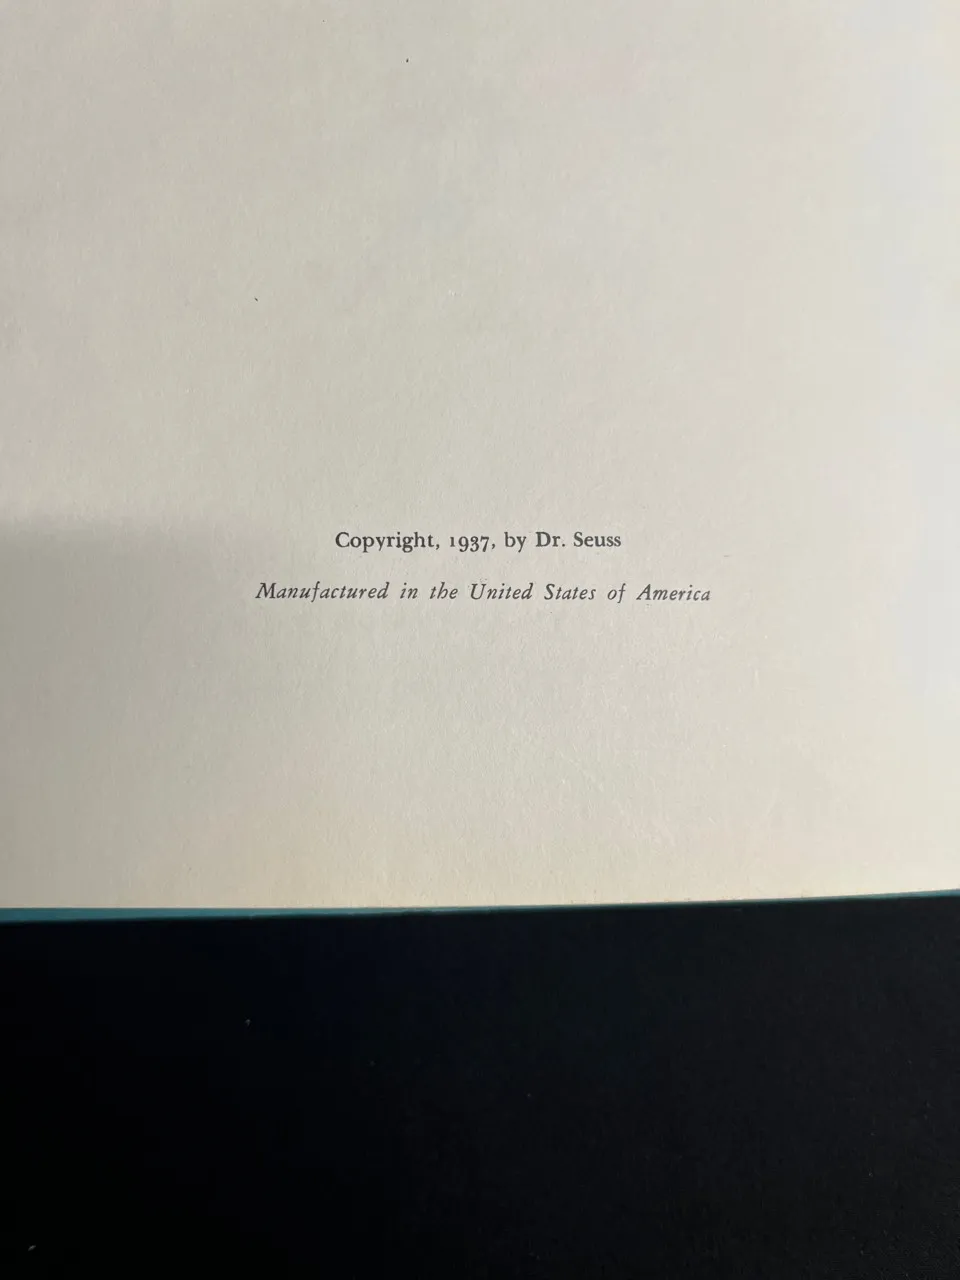 Copyright, 1937, by Dr. Seuss
Manufactured in the United States of America